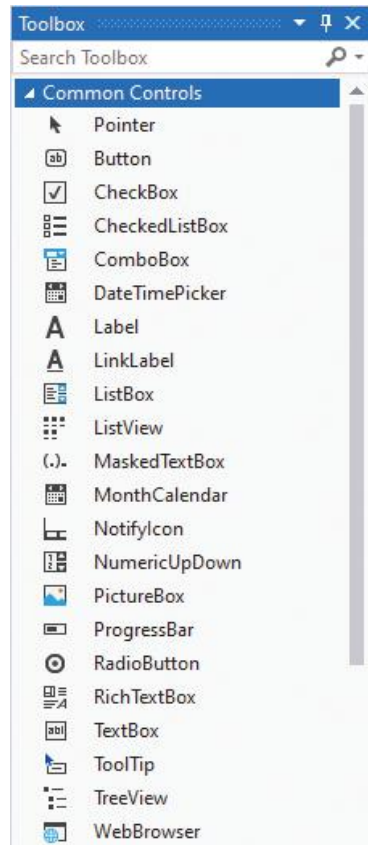 Toolbox
Search Toolbox
Common Controls
Pointer
Button
CheckBox
CheckedListBox
ComboBox
DateTimePicker
Label
LinkLabel
ListBox
ListView
MaskedTextBox
MonthCalendar
NotifyIcon
NumericUpDown
PictureBox
ProgressBar
RadioButton
RichTextBox
TextBox
ToolTip
TreeView
WebBrowser